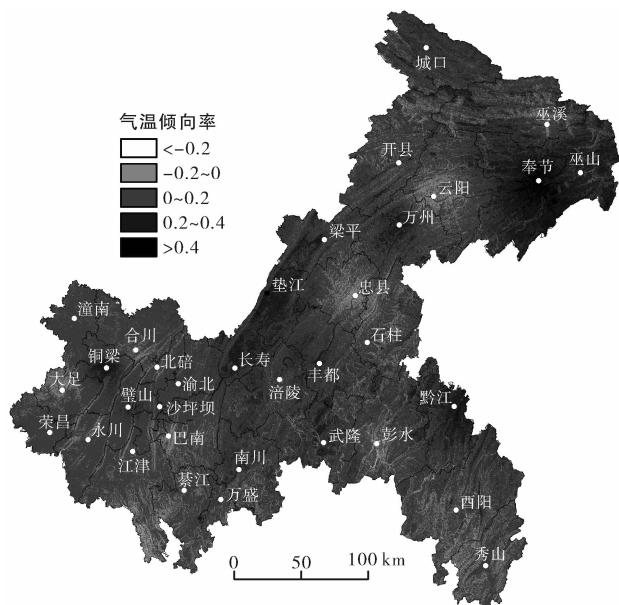 城口
气温倾向率
巫溪
<-0.2
开县
巫山
-0.2~0
奉节
云阳
0~0.2
0.2~0.4
万州
梁平
>0.4
垫江
忠县
潼南
合川
石柱
铜梁
北碚
长寿
丰都
大足
渝北
涪陵
黔江
璧山
沙坪坝
荣昌
永川
巴南
武隆
彭水
江津
南川
綦江
万盛
酉阳
秀山
0 50 100 km